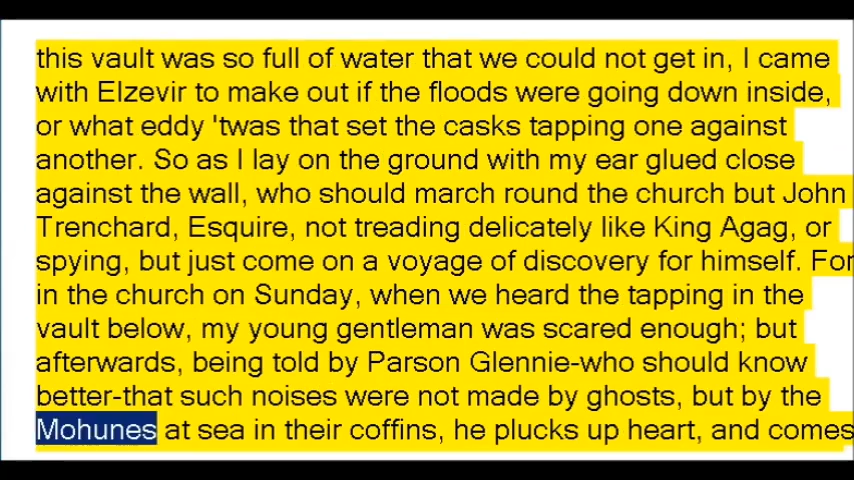 this vault was so full of water that we could not get in, I came
with Elzevir to make out if the floods were going down inside,
or what eddy 'twas that set the casks tapping one against
another. So as I lay on the ground with my ear glued close
against the wall, who should march round the church but John
Trenchard, Esquire, not treading delicately like King Agag, or
spying, but just come on a voyage of discovery for himself. For
in the church on Sunday, when we heard the tapping in the
vault below, my young gentleman was scared enough; but
afterwards, being told by Parson Glennie-who should know
better-that such noises were not made by ghosts, but by the
Mohunes at sea in their coffins, he plucks up heart, and comes